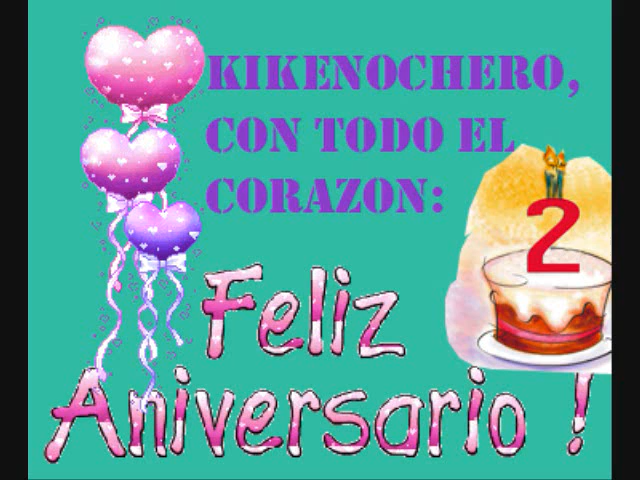 KIKENOCHERO,
CON TODO EL
CORAZON:
2
Feliz
Aniversario !